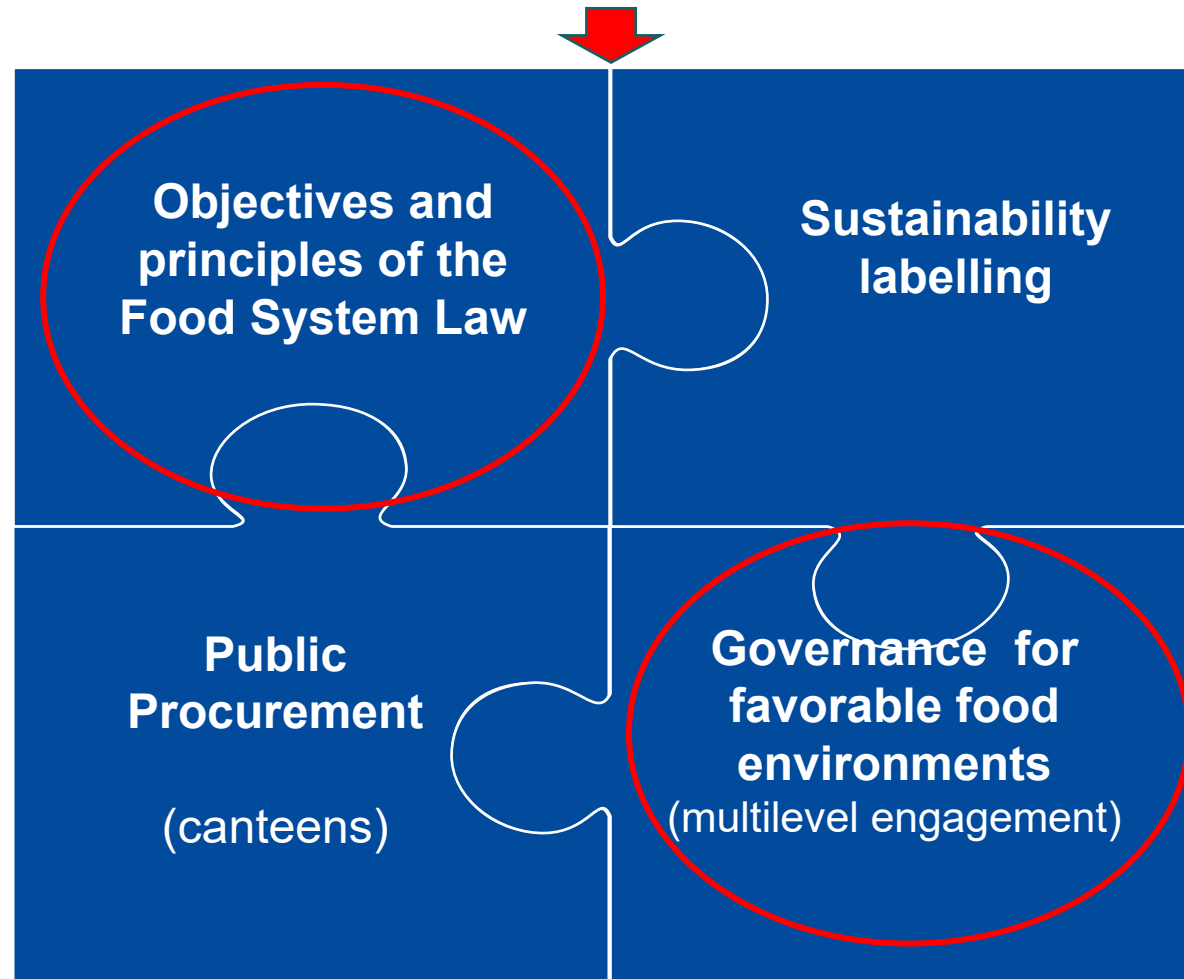 Objectives and
principles of the
Food System Law
Sustainability
labelling
Public
Procurement
(canteens)
Governance  for
favorable food
environments
(multilevel engagement)